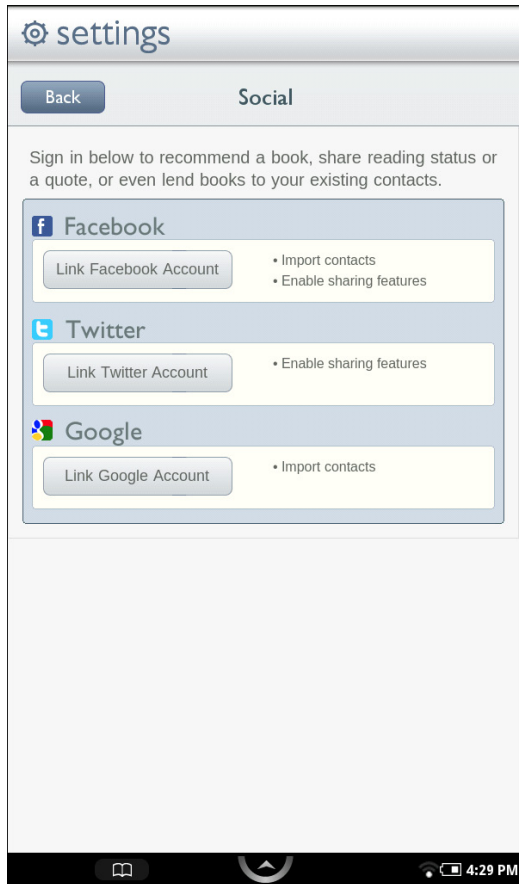 settings
Back
Social
Sign in below to recommend a book, share reading status or
a quote, or even lend books to your existing contacts.
Facebook
Link Facebook Account
• Import contacts
• Enable sharing features
Twitter
Link Twitter Account
• Enable sharing features
Google
Link Google Account
• Import contacts
4:29 PM